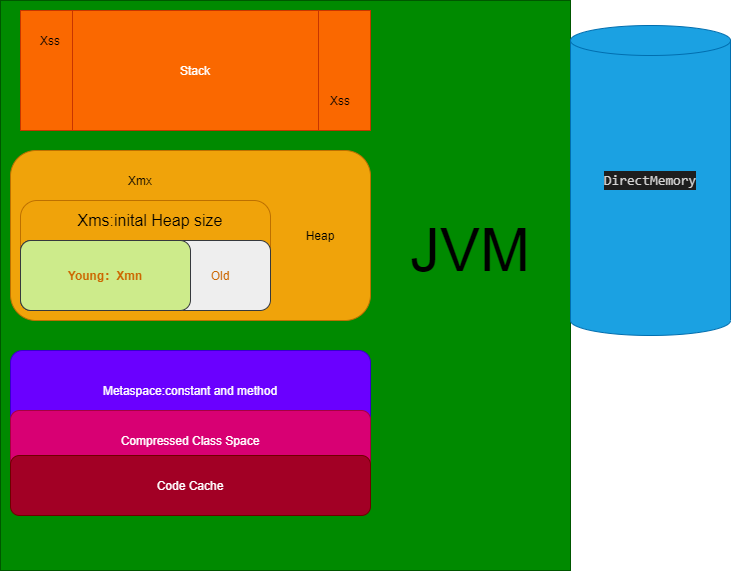 Xss
Stack
Xss
Xmx
Xms:inital Heap size
Heap
Young: Xmn
Old
JVM
DirectMemory
Metaspace:constant and method
Compressed Class Space
Code Cache